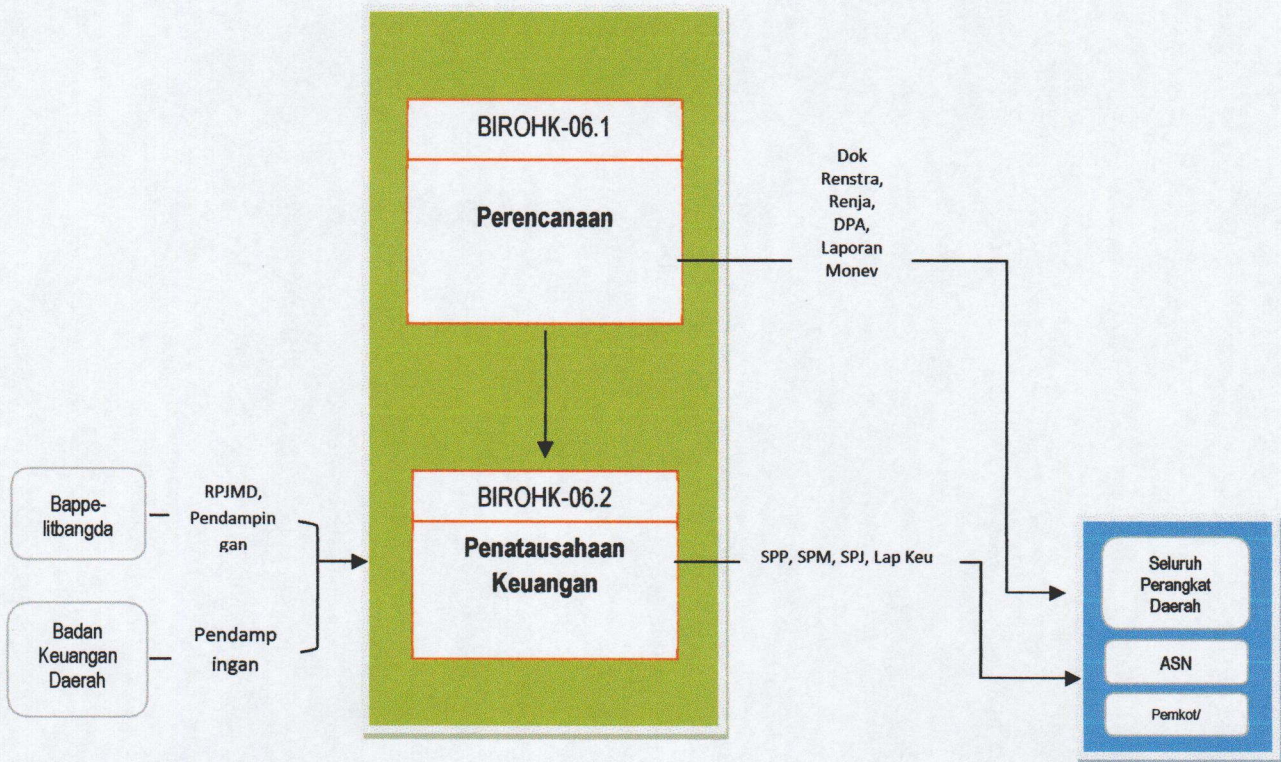 BIROHK-06.1
Perencanaan
Dok
Renstra,
Renja,
DPA,
Laporan
Monev
Bappe-
litbangda
RPJMD,
Pendampin
gan
BIROHK-06.2
Penatausahaan
Keuangan
SPP, SPM, SPJ, Lap Keu
Badan
Keuangan
Daerah
Pendamp
ingan
Seluruh
Perangkat
Daerah
ASN
Pemkot/